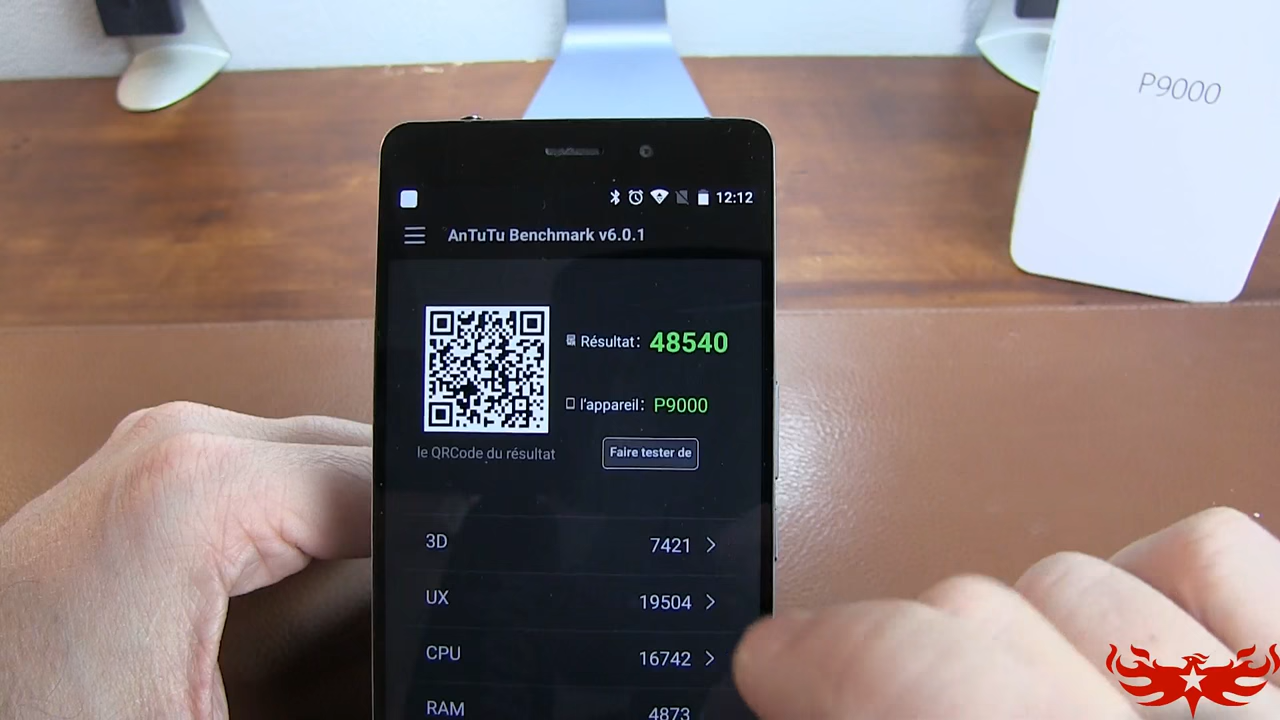 P9000
12:12
AnTuTu Benchmark v6.0.1
Résultat: 48540
l'appareil: P9000
le QRCode du résultat
Faire tester de
3D 7421
UX 19504
CPU 16742
RAM 4873